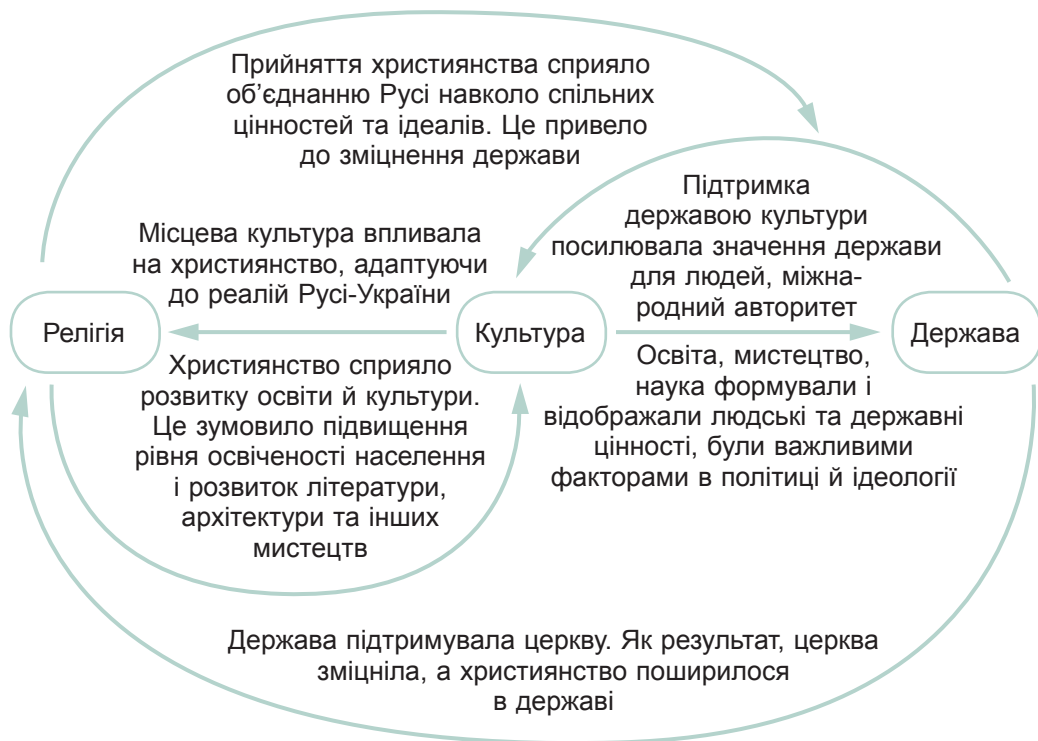 Прийняття християнства сприяло
об’єднанню Русі навколо спільних
цінностей та ідеалів. Це привело
до зміцнення держави
Підтримка
державою культури
посилювала значення держави
для людей, міжна-
родний авторитет
Місцева культура впливала
на християнство, адаптуючи
до реалій Русі-України
Релігія
Культура
Держава
Християнство сприяло
розвитку освіти й культури.
Це зумовило підвищення
рівня освіченості населення
і розвиток літератури,
архітектури та інших
мистецтв
Освіта, мистецтво,
наука формували і
відображали людські та державні
цінності, були важливими
факторами в політиці й ідеології
Держава підтримувала церкву. Як результат, церква
зміцніла, а християнство поширилося
в державі